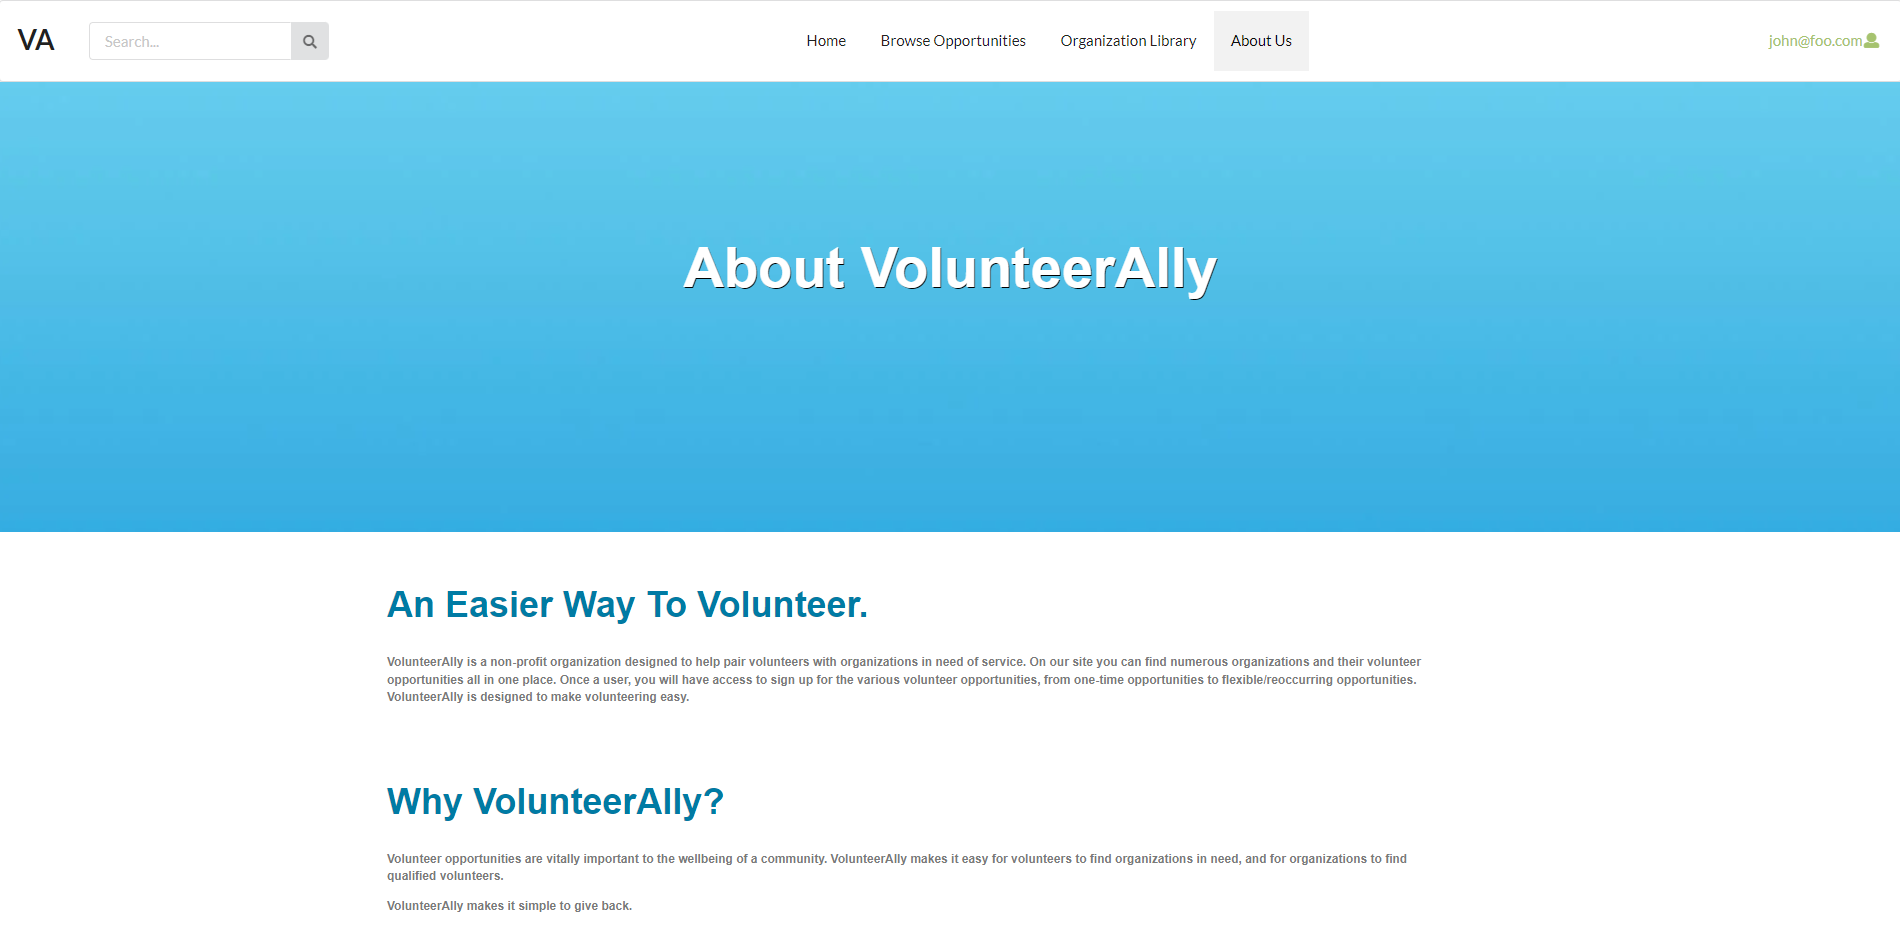 VA
Search...
Home
Browse Opportunities
Organization Library
About Us
john@foo.com
About VolunteerAlly
An Easier Way To Volunteer.
VolunteerAlly is a non-profit organization designed to help pair volunteers with organizations in need of service. On our site you can find numerous organizations and their volunteer
opportunities all in one place. Once a user, you will have access to sign up for the various volunteer opportunities, from one-time opportunities to flexible/reoccurring opportunities.
VolunteerAlly is designed to make volunteering easy.
Why VolunteerAlly?
Volunteer opportunities are vitally important to the wellbeing of a community. VolunteerAlly makes it easy for volunteers to find organizations in need, and for organizations to find
qualified volunteers.
VolunteerAlly makes it simple to give back.